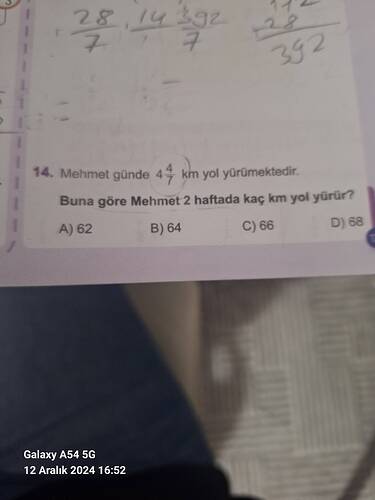 28 14 392
7 7
28
392
14. Mehmet günde 4 4/7 km yol yürümektedir.
Buna göre Mehmet 2 haftada kaç km yol yürür?
A) 62 B) 64 C) 66 D) 68
Galaxy A54 5G
12 Aralık 2024 16:52